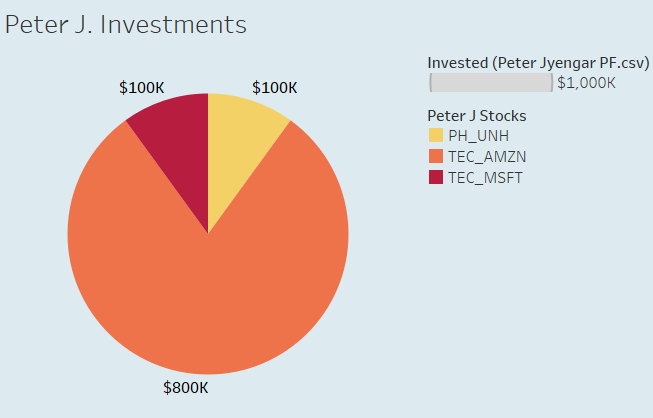 Peter J. Investments
$100K
$100K
$800K
Invested (Peter Jyengar PF.csv)
$1,000K
Peter J Stocks
PH_UNH
TEC_AMZN
TEC_MSFT